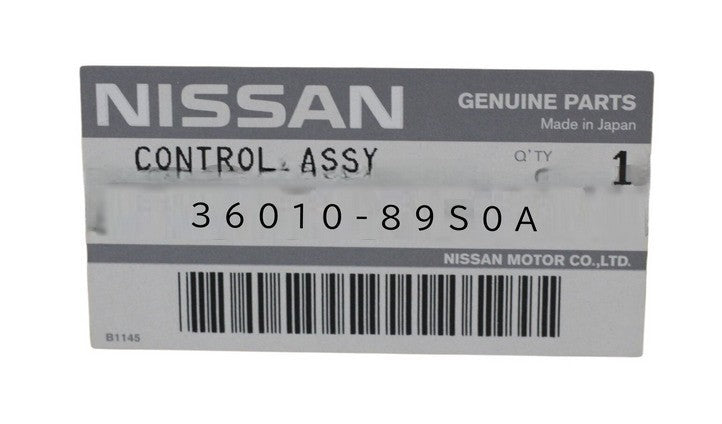 NISSAN
GENUINE PARTS
Made in Japan
CONTROL ASSY
Q'TY
1
36010-89S0A
NISSAN MOTOR CO.,LTD.
B1145